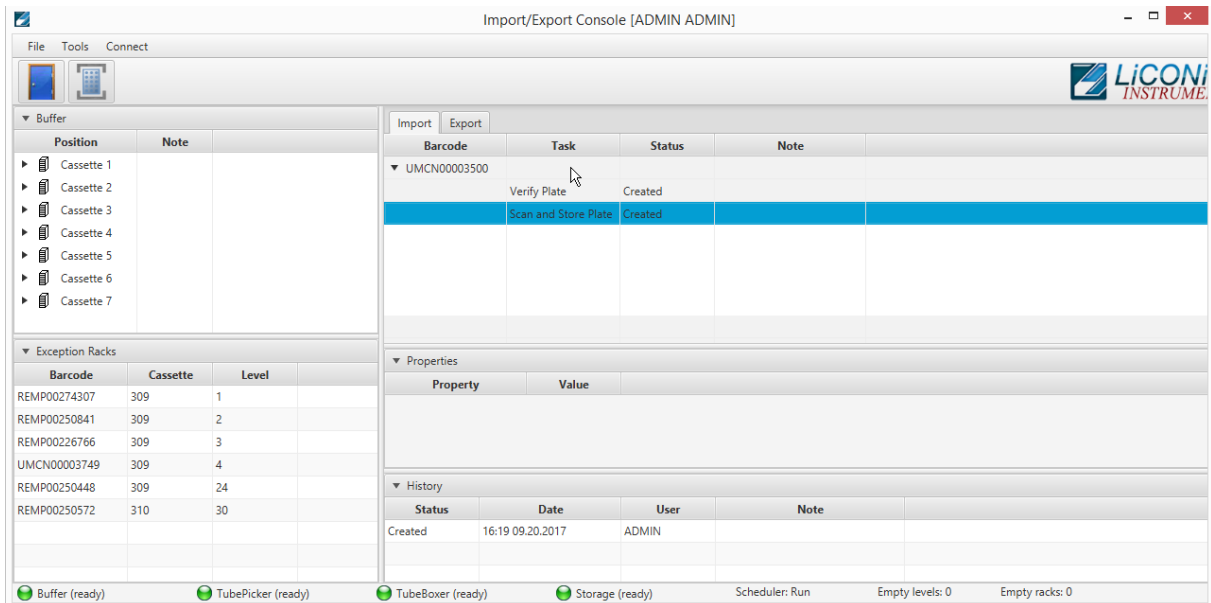 Import/Export Console [ADMIN ADMIN]
File Tools Connect
LiCONi
INSTRUME
Buffer
Position Note
Cassette 1
Cassette 2
Cassette 3
Cassette 4
Cassette 5
Cassette 6
Cassette 7
Exception Racks
Barcode Cassette Level
REMP00274307 309 1
REMP00250841 309 2
REMP00226766 309 3
UMCN00003749 309 4
REMP00250448 309 24
REMP00250572 310 30
Import Export
Barcode Task Status Note
UMCN00003500
Verify Plate Created
Scan and Store Plate Created
Properties
Property Value
History
Status Date User Note
Created 16:19 09.20.2017 ADMIN
Buffer (ready) TubePicker (ready) TubeBoxer (ready) Storage (ready) Scheduler: Run Empty levels: 0 Empty racks: 0